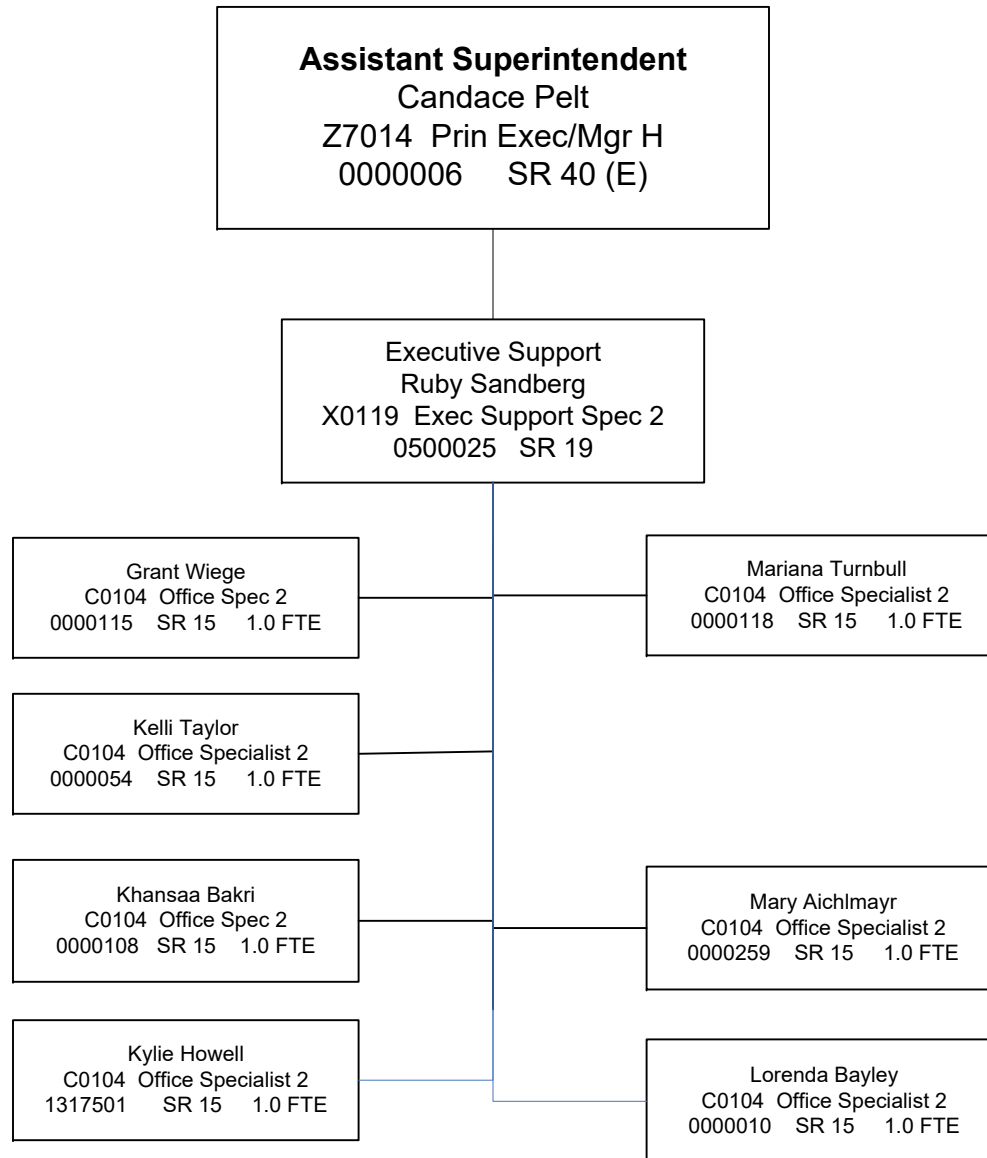 Assistant Superintendent
Candace Pelt
Z7014 Prin Exec/Mgr H
0000006 SR 40 (E)
Executive Support
Ruby Sandberg
X0119 Exec Support Spec 2
0500025 SR 19
Grant Wiege
C0104 Office Spec 2
0000115 SR 15 1.0 FTE
Mariana Turnbull
C0104 Office Specialist 2
0000118 SR 15 1.0 FTE
Kelli Taylor
C0104 Office Specialist 2
0000054 SR 15 1.0 FTE
Khansaa Bakri
C0104 Office Spec 2
0000108 SR 15 1.0 FTE
Mary Aichlmayr
C0104 Office Specialist 2
0000259 SR 15 1.0 FTE
Kylie Howell
C0104 Office Specialist 2
1317501 SR 15 1.0 FTE
Lorenda Bayley
C0104 Office Specialist 2
0000010 SR 15 1.0 FTE